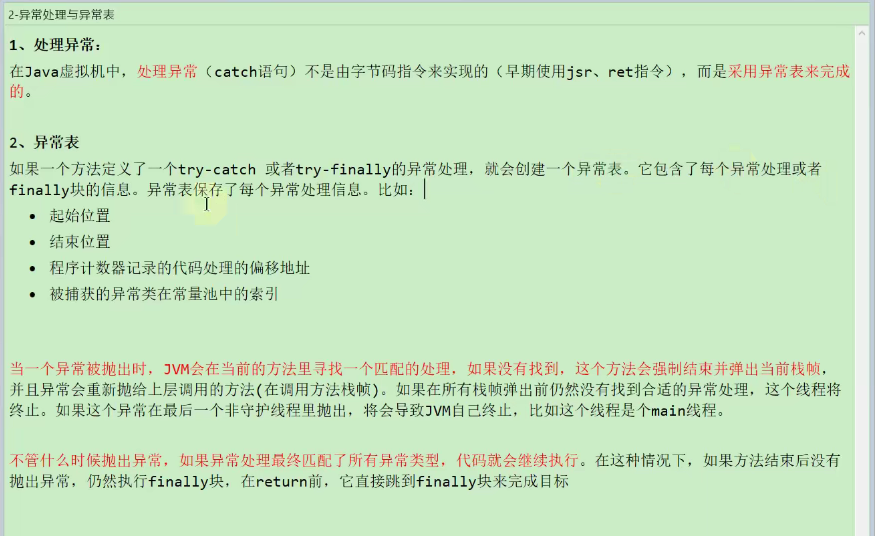 2-异常处理与异常表
1、处理异常：
在Java虚拟机中，处理异常（catch语句）不是由字节码指令来实现的（早期使用jsr、ret指令），而是采用异常表来完成
的。
2、异常表
如果一个方法定义了一个try-catch 或者try-finally的异常处理，就会创建一个异常表。它包含了每个异常处理或者
finally块的信息。异常表保存了每个异常处理信息。比如：
• 起始位置
• 结束位置
• 程序计数器记录的代码处理的偏移地址
• 被捕获的异常类在常量池中的索引
当一个异常被抛出时，JVM会在当前的方法里寻找一个匹配的处理，如果没有找到，这个方法会强制结束并弹出当前栈帧，
并且异常会重新抛给上层调用的方法(在调用方法栈帧)。如果在所有栈帧弹出前仍然没有找到合适的异常处理，这个线程将
终止。如果这个异常在最后一个非守护线程里抛出，将会导致JVM自己终止，比如这个线程是个main线程。
不管什么时候抛出异常，如果异常处理最终匹配了所有异常类型，代码就会继续执行。在这种情况下，如果方法结束后没有
抛出异常，仍然执行finally块，在return前，它直接跳到finally块来完成目标